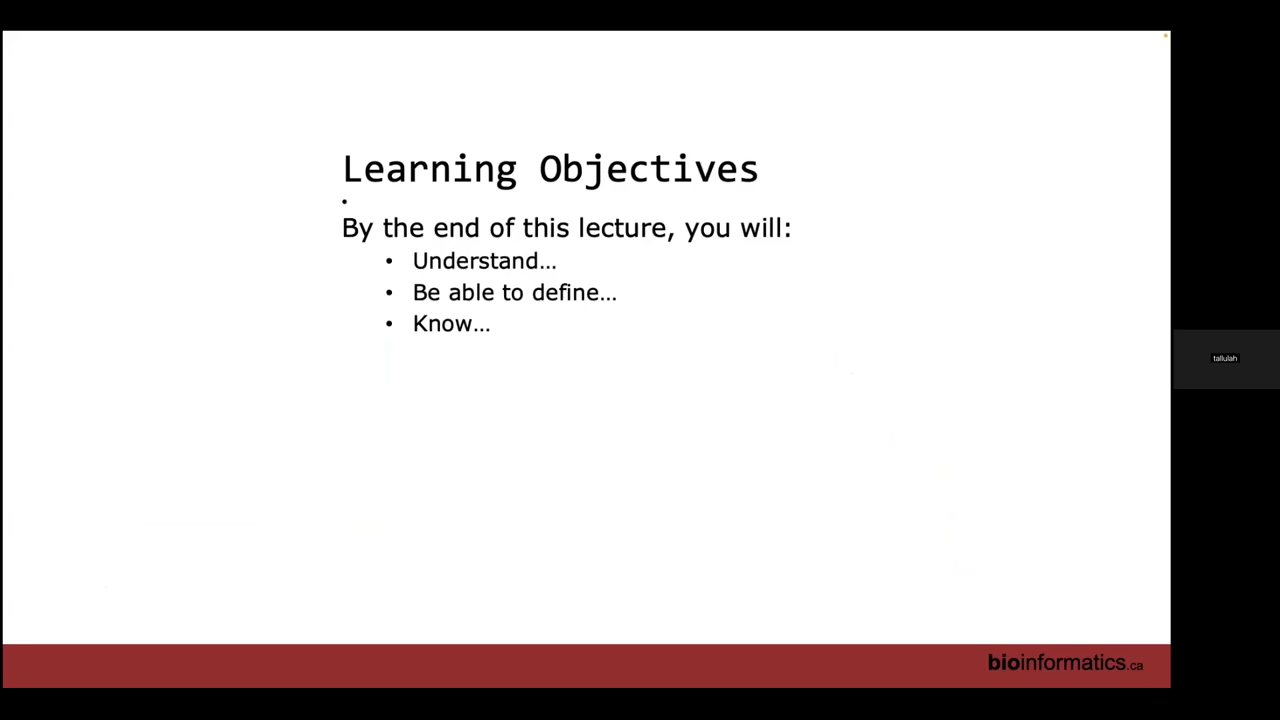 Learning Objectives
•
By the end of this lecture, you will:
• Understand…
• Be able to define…
• Know…
tallulah
bioinformatics.ca